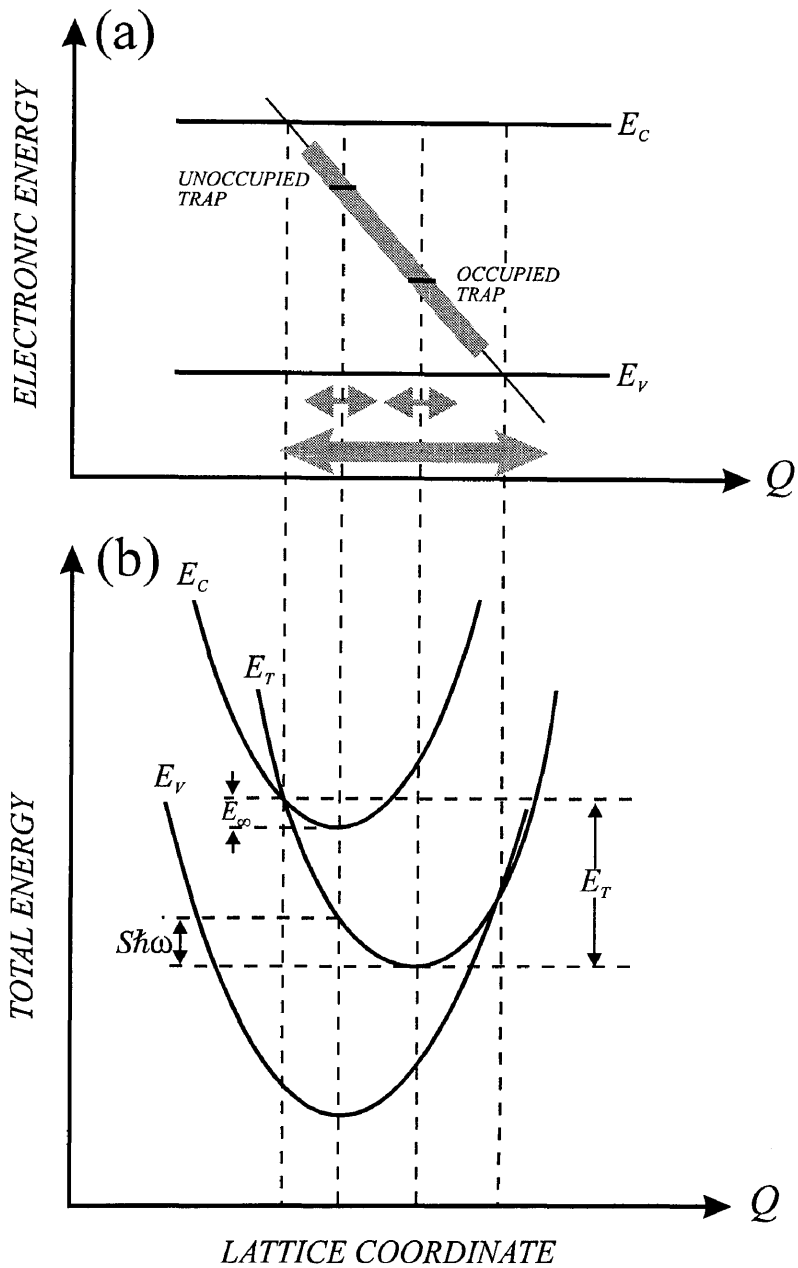 (a)
ELECTRONIC ENERGY
E_C
UNOCCUPIED
TRAP
OCCUPIED
TRAP
E_V
Q
(b)
TOTAL ENERGY
E_C
E_T
E_V
E_∞
E_T
Sħω
Q
LATTICE COORDINATE